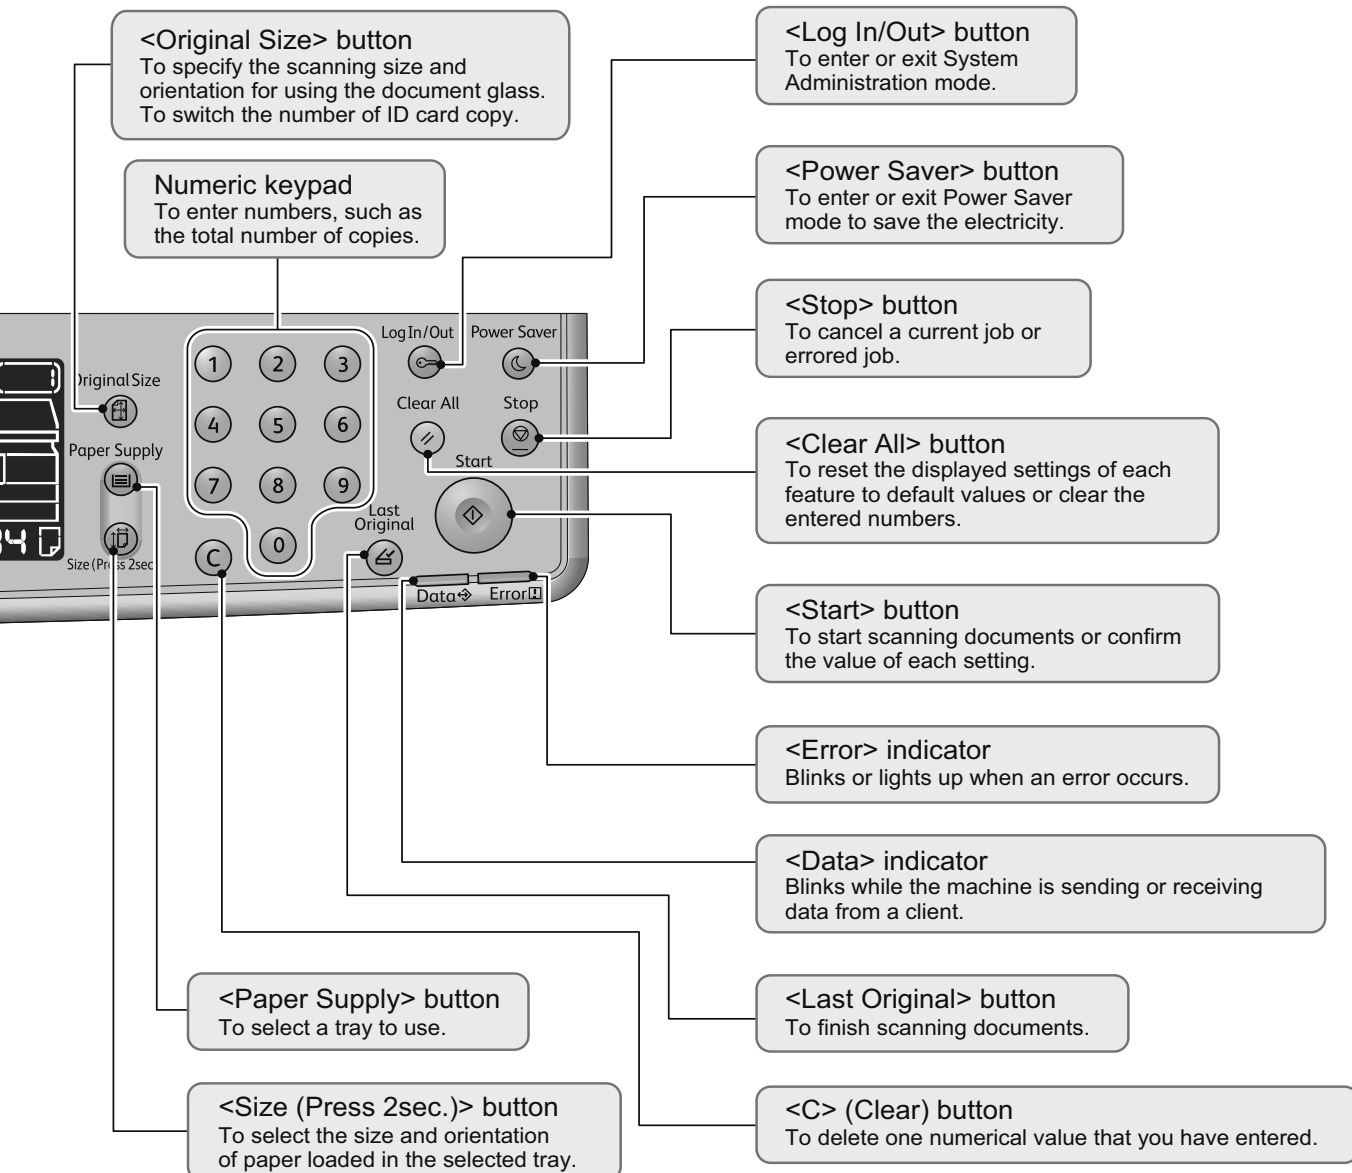 <Original Size> button
To specify the scanning size and
orientation for using the document glass.
To switch the number of ID card copy.
<Log In/Out> button
To enter or exit System
Administration mode.
Numeric keypad
To enter numbers, such as
the total number of copies.
<Power Saver> button
To enter or exit Power Saver
mode to save the electricity.
<Stop> button
To cancel a current job or
errored job.
Log In/Out
Power Saver
1 2 3
Original Size
Clear All
Stop
4 5 6
Paper Supply
Start
7 8 9
Last
Original
0
C
Size (Press 2sec
Data
Error
<Clear All> button
To reset the displayed settings of each
feature to default values or clear the
entered numbers.
<Start> button
To start scanning documents or confirm
the value of each setting.
<Error> indicator
Blinks or lights up when an error occurs.
<Data> indicator
Blinks while the machine is sending or receiving
data from a client.
<Paper Supply> button
To select a tray to use.
<Last Original> button
To finish scanning documents.
<Size (Press 2sec.)> button
To select the size and orientation
of paper loaded in the selected tray.
<C> (Clear) button
To delete one numerical value that you have entered.